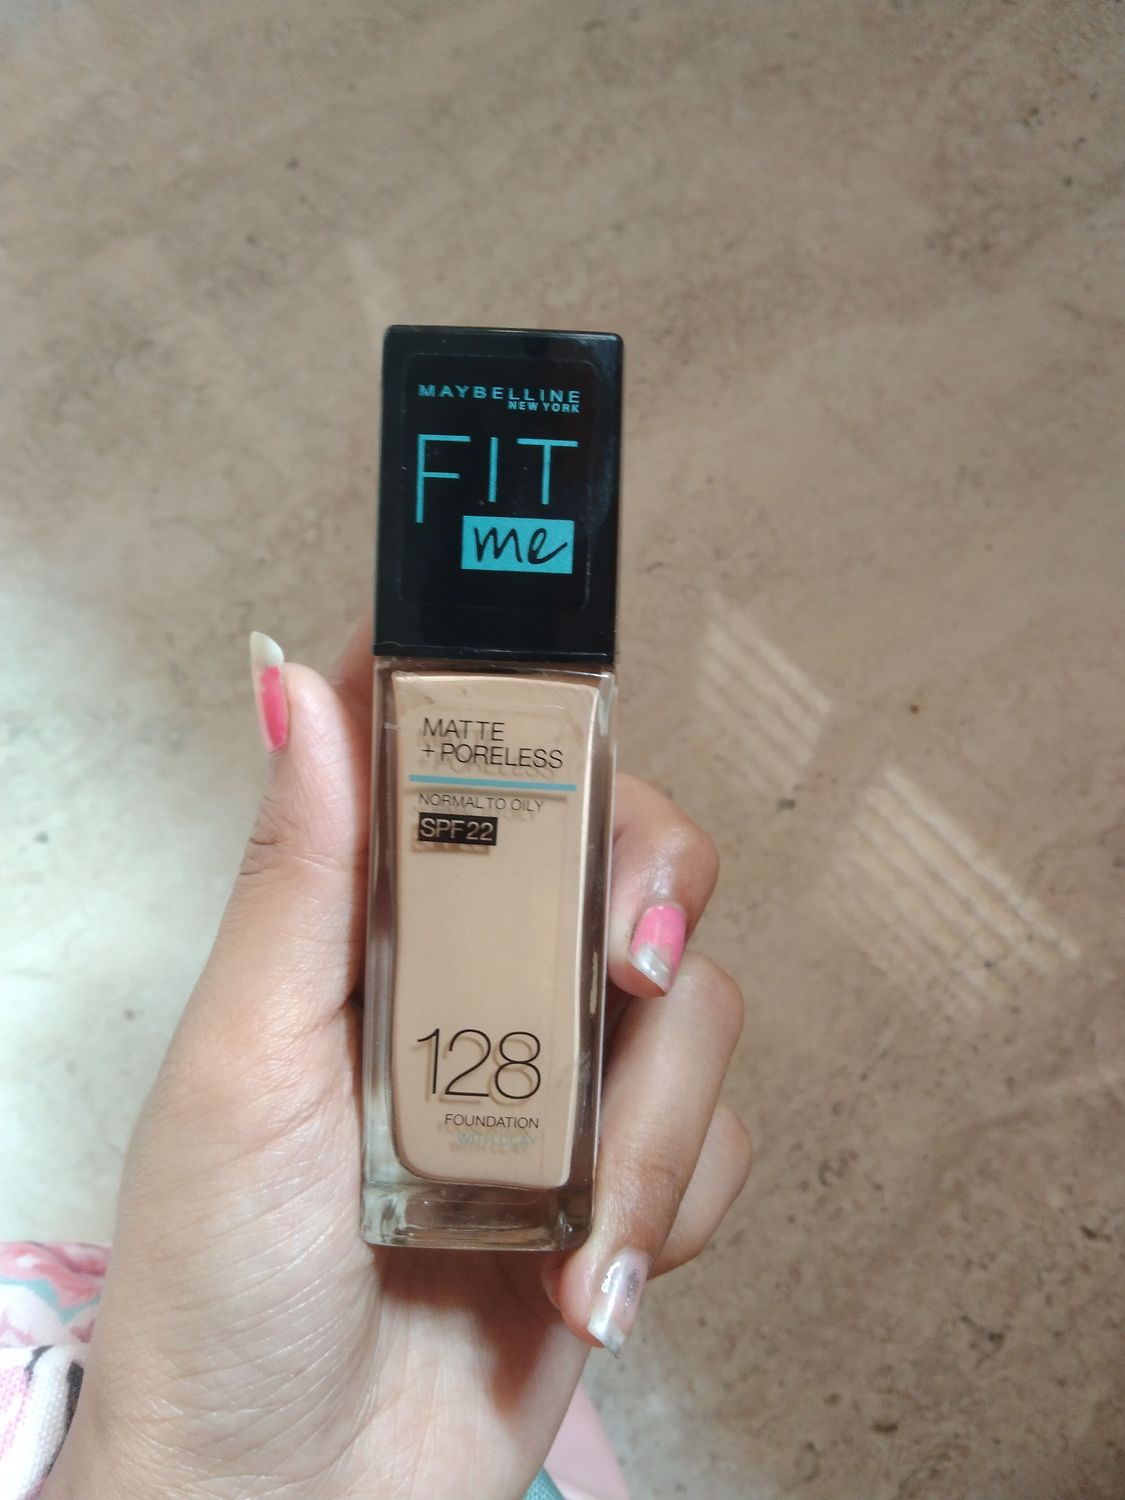 MAYBELLINE
NEW YORK
FIT
me
MATTE
+ PORELESS
NORMAL TO OILY
SPF 22
128
FOUNDATION
WITH CLAY